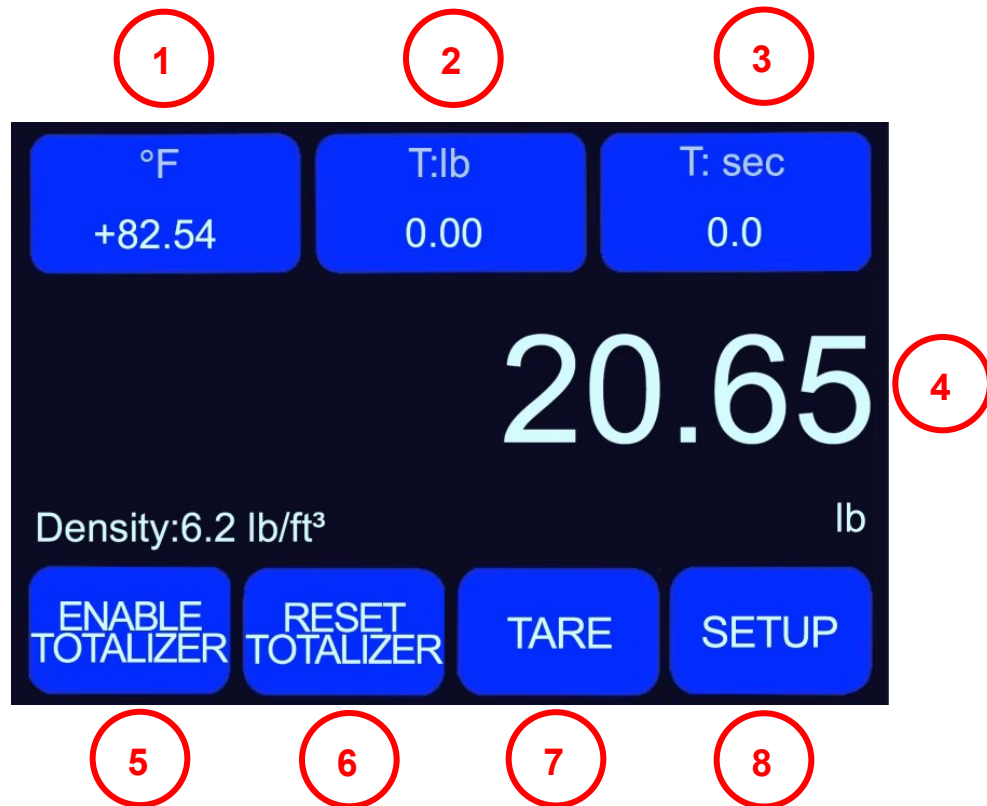 1 2 3
°F T:lb T: sec
+82.54 0.00 0.0
20.65
4
Density:6.2 lb/ft³ lb
ENABLE RESET
TOTALIZER TOTALIZER TARE SETUP
5 6 7 8